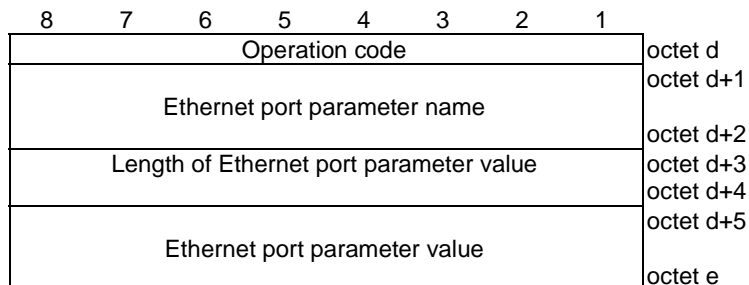 8 7 6 5 4 3 2 1
Operation code octet d
octet d+1
Ethernet port parameter name
octet d+2
Length of Ethernet port parameter value octet d+3
octet d+4
octet d+5
Ethernet port parameter value
octet e